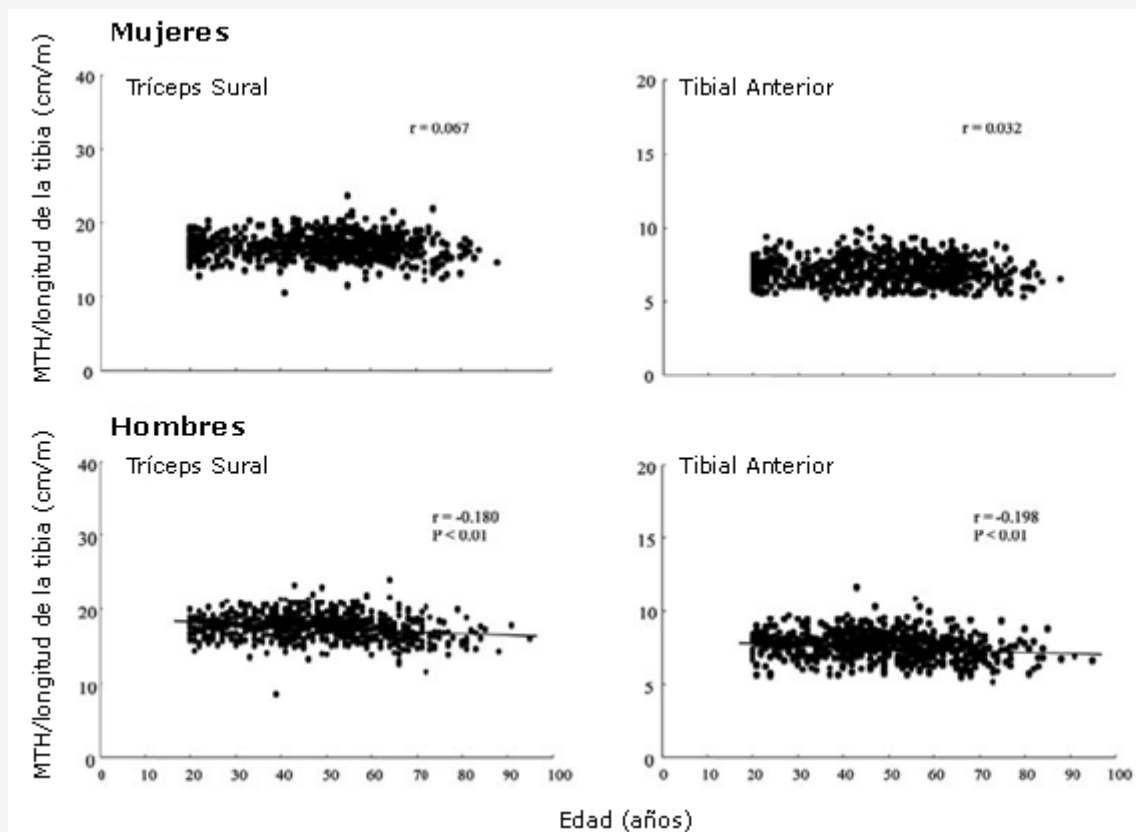 Mujeres
MTH/longitud de la tibia (cm/m)
Tríceps Sural
r = 0.067
40
30
20
10
0
Tibial Anterior
r = 0.032
20
15
10
5
0
Hombres
MTH/longitud de la tibia (cm/m)
Tríceps Sural
r = -0.180
P < 0.01
40
30
20
10
0
0 10 20 30 40 50 60 70 80 90 100
Tibial Anterior
r = -0.198
P < 0.01
20
15
10
5
0
0 10 20 30 40 50 60 70 80 90 100
Edad (años)